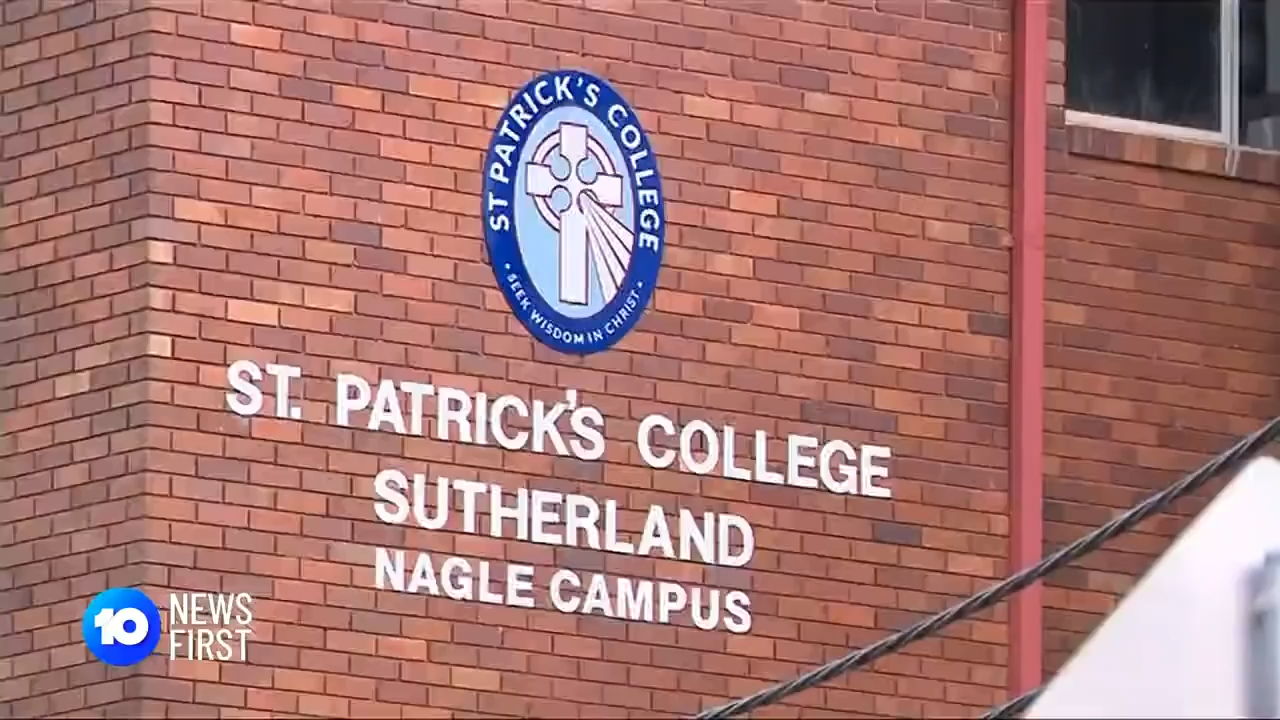 ST PATRICK'S COLLEGE
• SEEK WISDOM IN CHRIST •
ST. PATRICK'S COLLEGE
SUTHERLAND
NAGLE CAMPUS
10 NEWS
FIRST